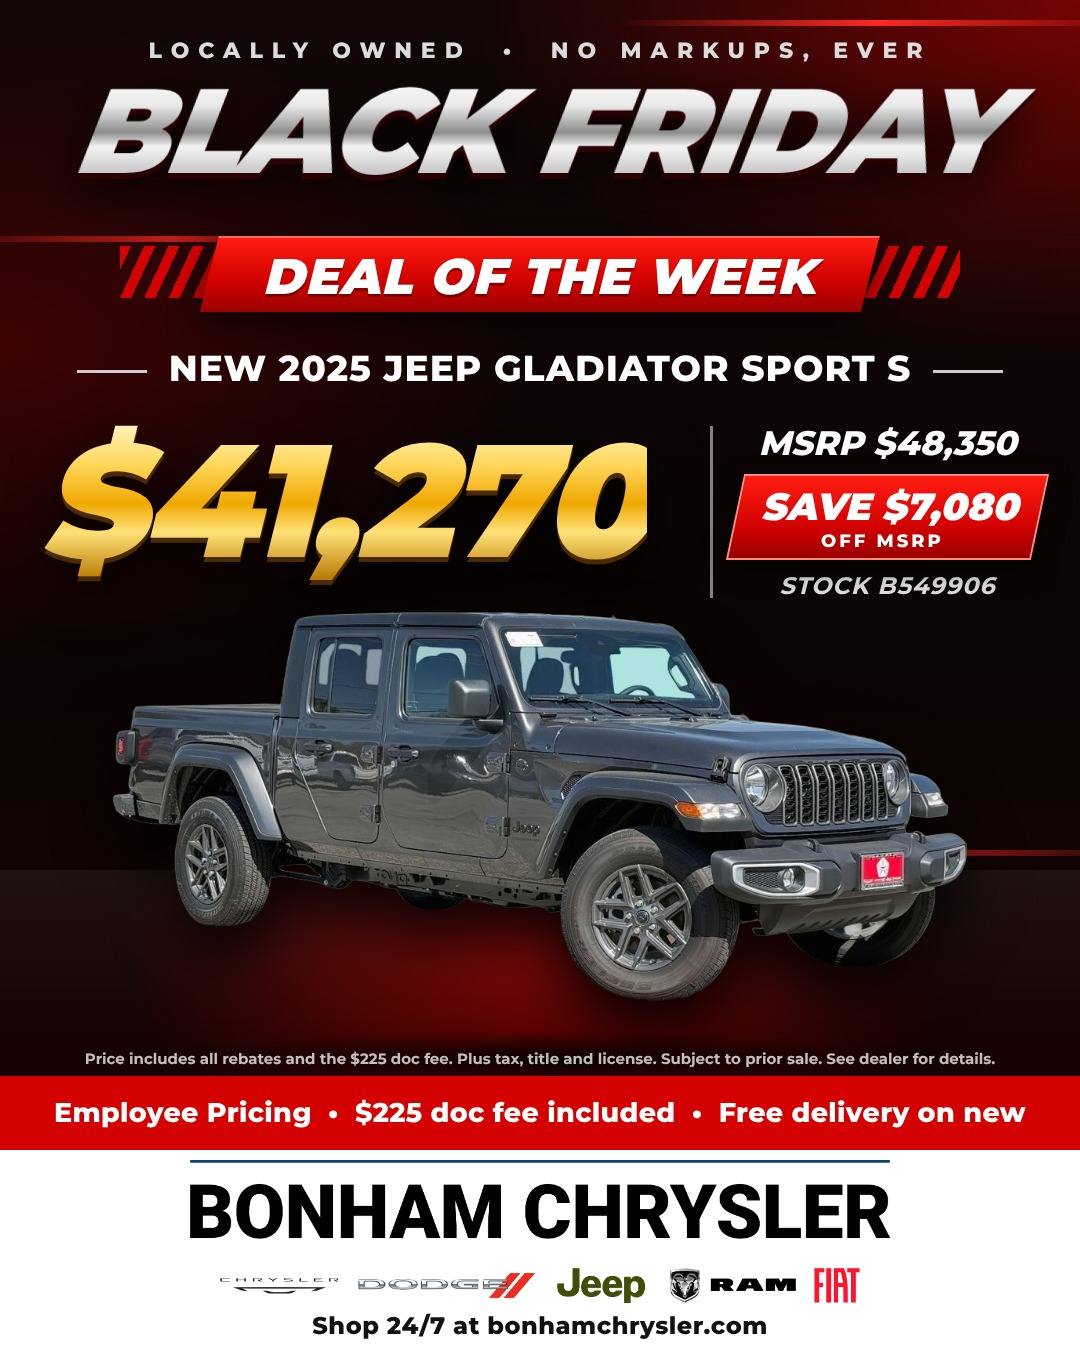 LOCALLY OWNED • NO MARKUPS, EVER
BLACK FRIDAY
DEAL OF THE WEEK
NEW 2025 JEEP GLADIATOR SPORT S
$41,270
MSRP $48,350
SAVE $7,080
OFF MSRP
STOCK B549906
Jeep
Price includes all rebates and the $225 doc fee. Plus tax, title and license. Subject to prior sale. See dealer for details.
Employee Pricing • $225 doc fee included • Free delivery on new
BONHAM CHRYSLER
CHRYSLER DODGE Jeep RAM FIAT
Shop 24/7 at bonhamchrysler.com